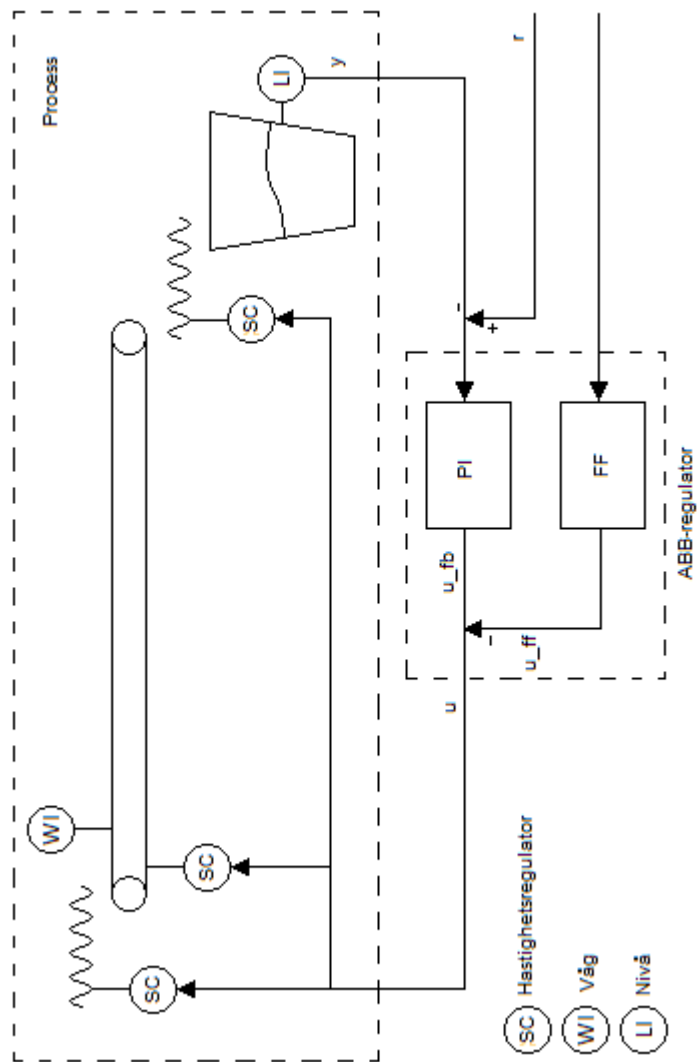 Process
WI
SC
SC
SC
LI
y
r
-
+
PI
FF
u_fb
u_ff
-
u
ABB-regulator
SC Hastighetsregulator
WI Våg
LI Nivå